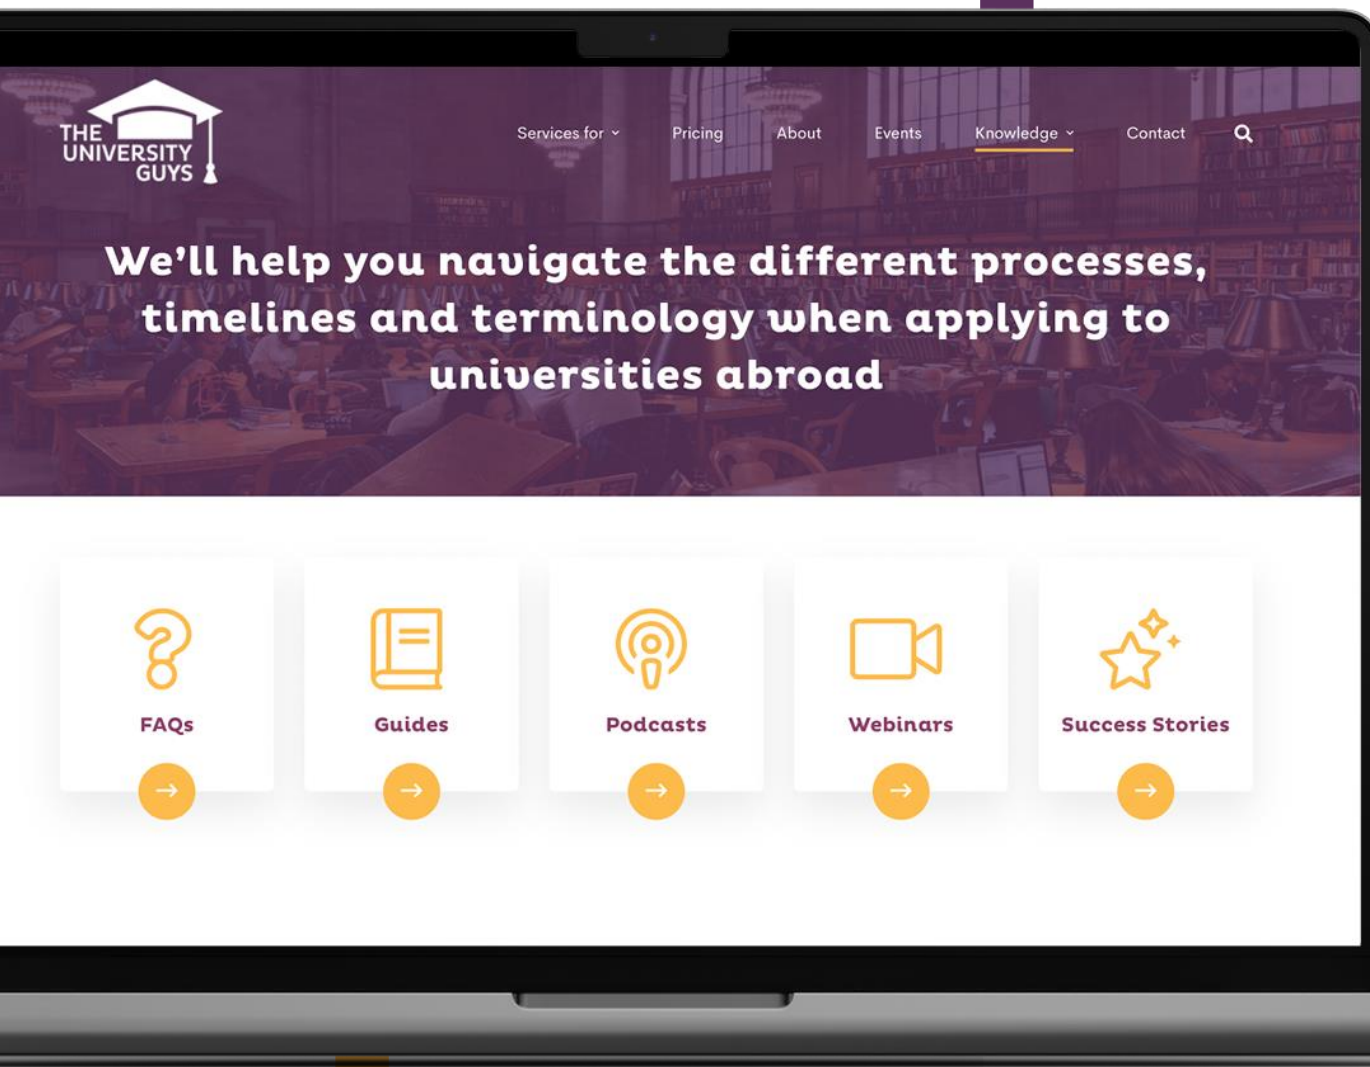 THE
UNIVERSITY
GUYS
Services for
Pricing
About
Events
Knowledge
Contact
We'll help you navigate the different processes,
timelines and terminology when applying to
universities abroad
FAQs
Guides
Podcasts
Webinars
Success Stories